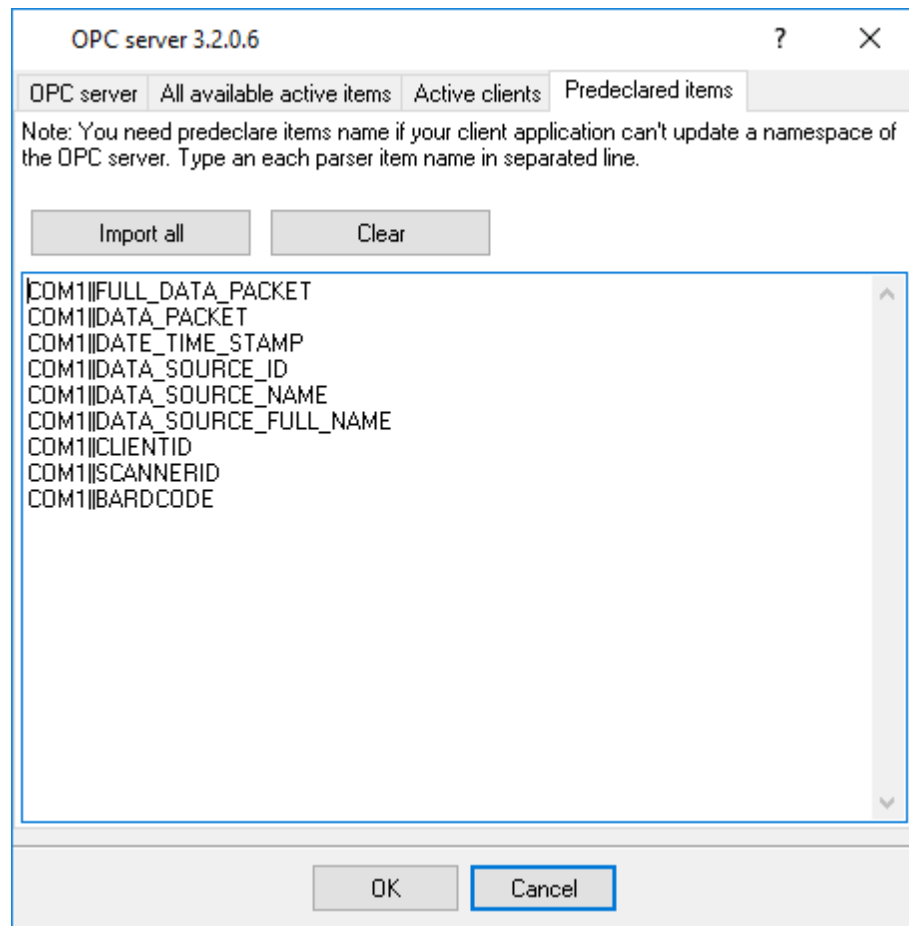 OPC server 3.2.0.6 ?
OPC server All available active items Active clients Predeclared items
Note: You need predeclare items name if your client application can't update a namespace of
the OPC server. Type an each parser item name in separated line.
Import all Clear
COM1||FULL_DATA_PACKET
COM1||DATA_PACKET
COM1||DATE_TIME_STAMP
COM1||DATA_SOURCE_ID
COM1||DATA_SOURCE_NAME
COM1||DATA_SOURCE_FULL_NAME
COM1||CLIENTID
COM1||SCANNERID
COM1||BARDCODE
OK Cancel